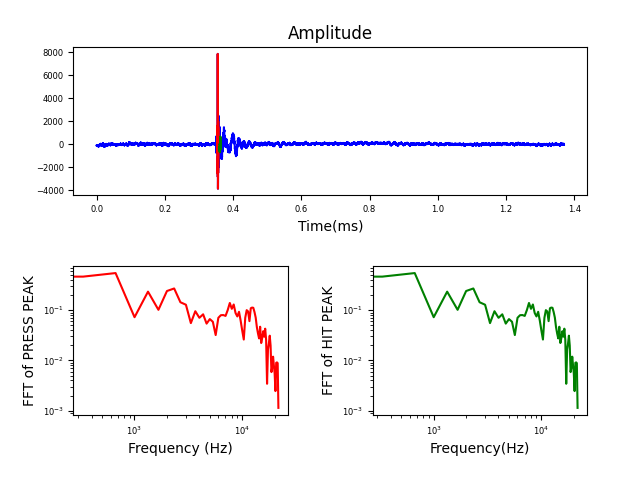 Amplitude
8000
6000
4000
2000
0
−2000
−4000
0.0 0.2 0.4 0.6 0.8 1.0 1.2 1.4
Time(ms)
FFT of PRESS PEAK
10⁻¹
10⁻²
10⁻³
10³ 10⁴
Frequency (Hz)
FFT of HIT PEAK
10⁻¹
10⁻²
10⁻³
10³ 10⁴
Frequency(Hz)